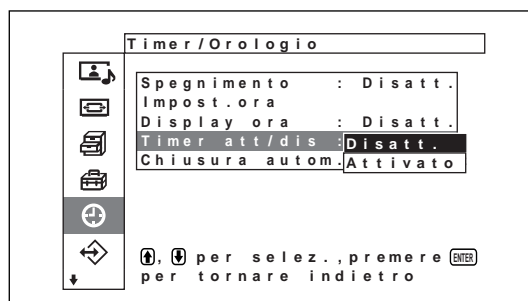 Timer/Orologio
Spegnimento : Disatt.
Impost.ora
Display ora : Disatt.
Timer att/dis : Disatt.
Chiusura autom. Attivato
, per selez.,premere ENTER
per tornare indietro